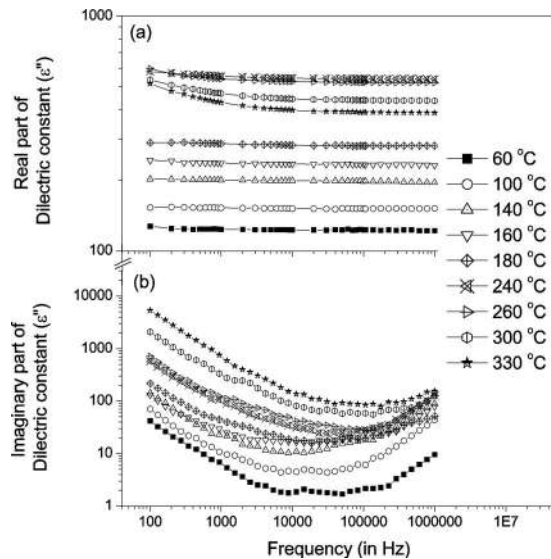 1000
(a)
Real part of
Dilectric constant (ε")
100
60 °C
100 °C
140 °C
160 °C
180 °C
240 °C
260 °C
300 °C
330 °C
(b)
10000
1000
100
10
1
Imaginary part of
Dilectric constant (ε")
100 1000 10000 100000 1000000 1E7
Frequency (in Hz)